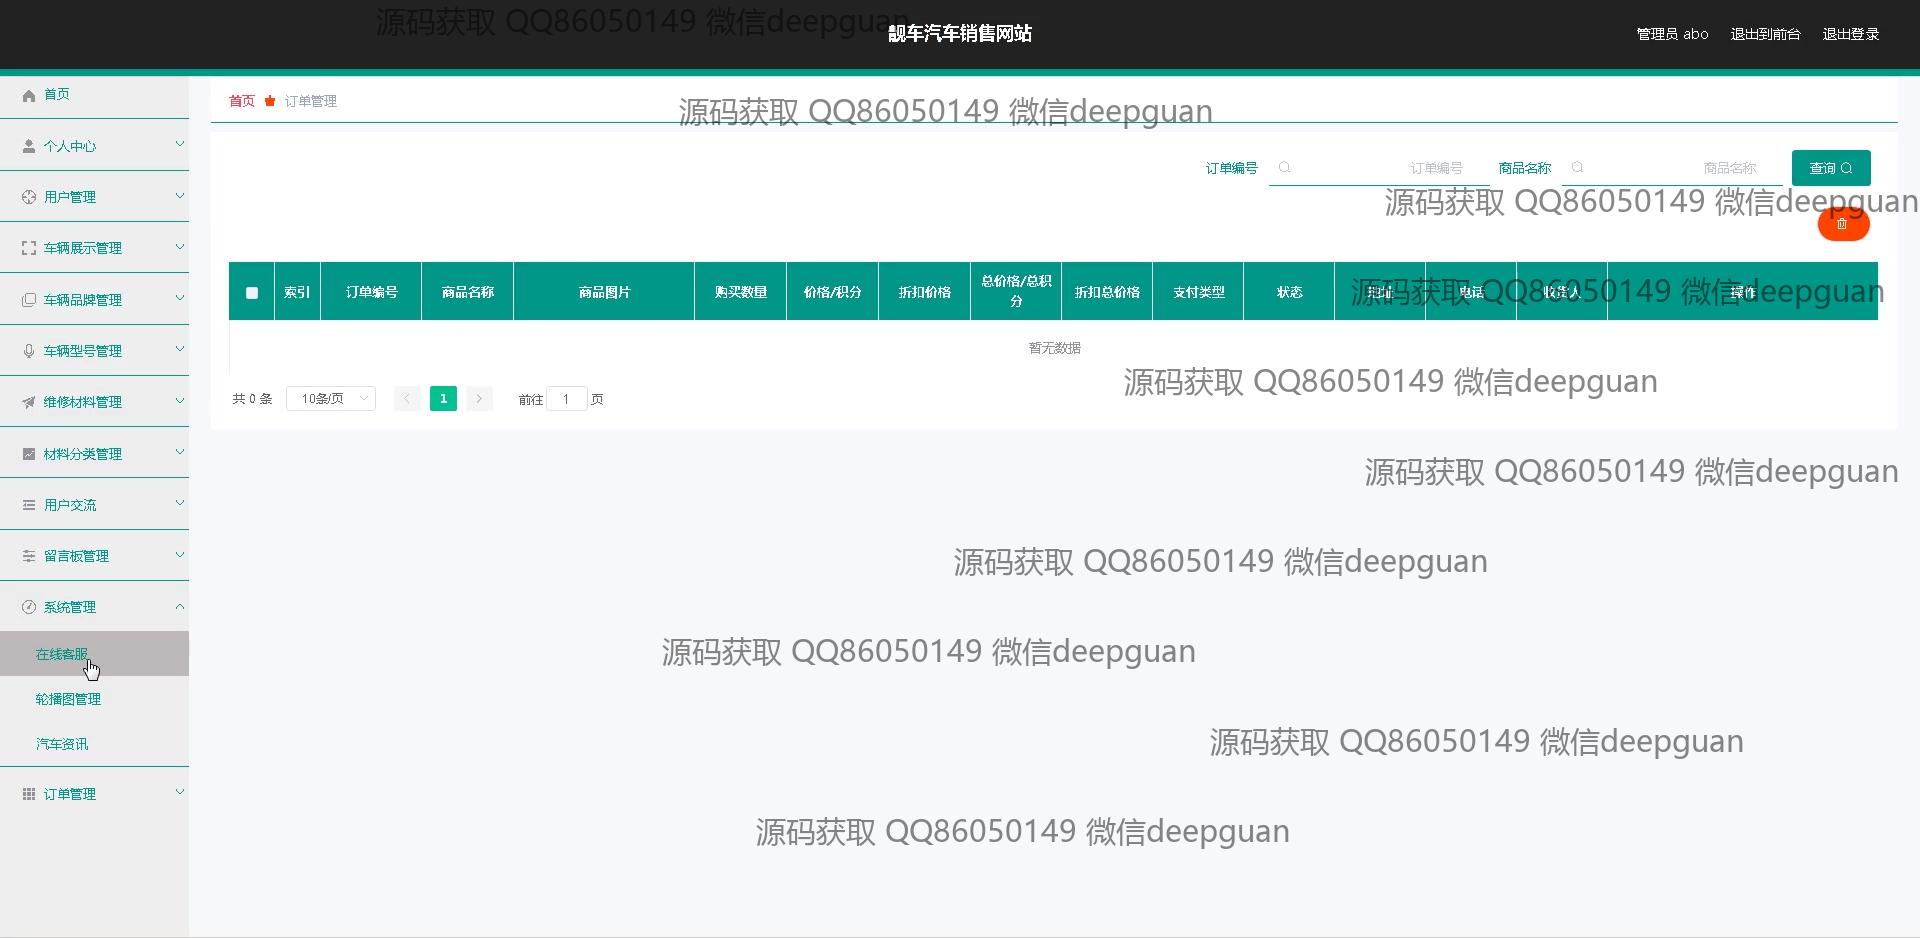 源码获取 QQ86050149 微信deepguan
靓车汽车销售网站
管理员 abo
退出到前台
退出登录
首页
个人中心
用户管理
车辆展示管理
车辆品牌管理
车辆型号管理
维修材料管理
材料分类管理
用户交流
留言板管理
系统管理
在线客服
轮播图管理
汽车资讯
订单管理
首页 订单管理
源码获取 QQ86050149 微信deepguan
订单编号 订单编号 商品名称 商品名称 查询
源码获取 QQ86050149 微信deepguan
索引 订单编号 商品名称 商品图片 购买数量 价格/积分 折扣价格 总价格/总积分 折扣总价格 支付类型 状态 地址 电话 收货人 操作
源码获取 QQ86050149 微信deepguan
暂无数据
源码获取 QQ86050149 微信deepguan
共 0 条 10条/页 1 前往 1 页
源码获取 QQ86050149 微信deepguan
源码获取 QQ86050149 微信deepguan
源码获取 QQ86050149 微信deepguan
源码获取 QQ86050149 微信deepguan
源码获取 QQ86050149 微信deepguan